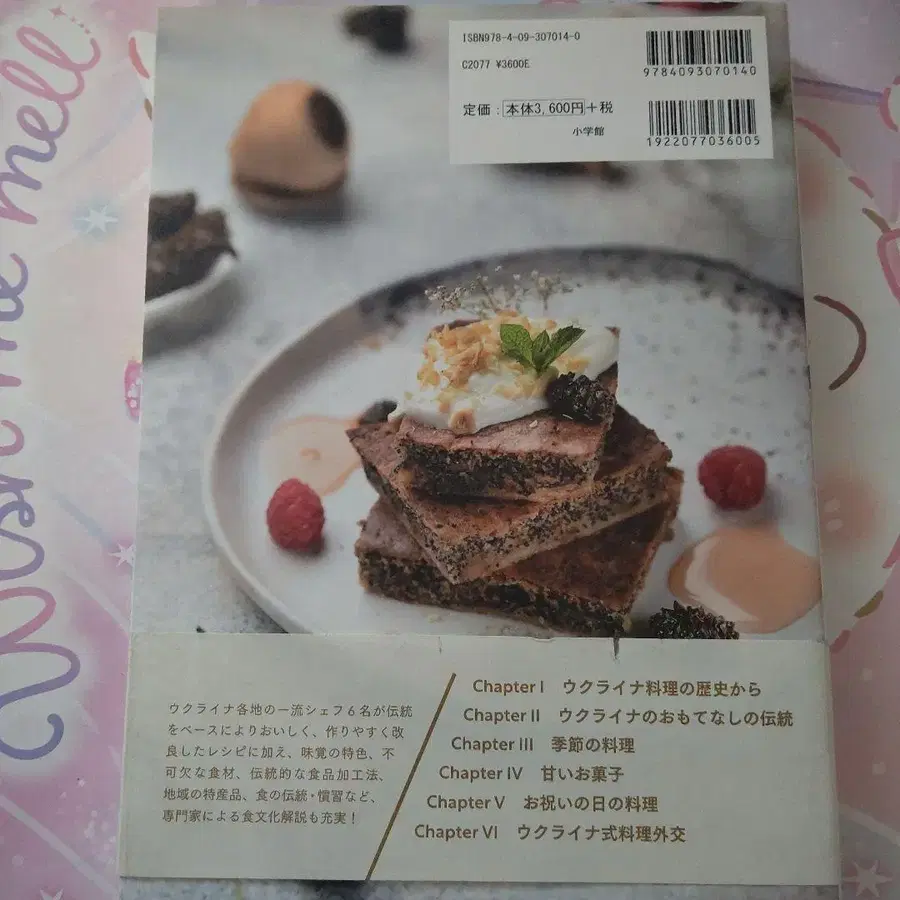 ISBN978-4-09-307014-0
C2077 ¥3600E
9784093070140
定価：本体3,600円+税
小学館
1922077036005
Wish me mell
ウクライナ各地の一流シェフ6名が伝統
をベースによりおいしく、作りやすく改
良したレシピに加え、味覚の特色、不
可欠な食材、伝統的な食品加工法、
地域の特産品、食の伝統・慣習など、
専門家による食文化解説も充実！
Chapter I ウクライナ料理の歴史から
Chapter II ウクライナのおもてなしの伝統
Chapter III 季節の料理
Chapter IV 甘いお菓子
Chapter V お祝いの日の料理
Chapter VI ウクライナ式料理外交